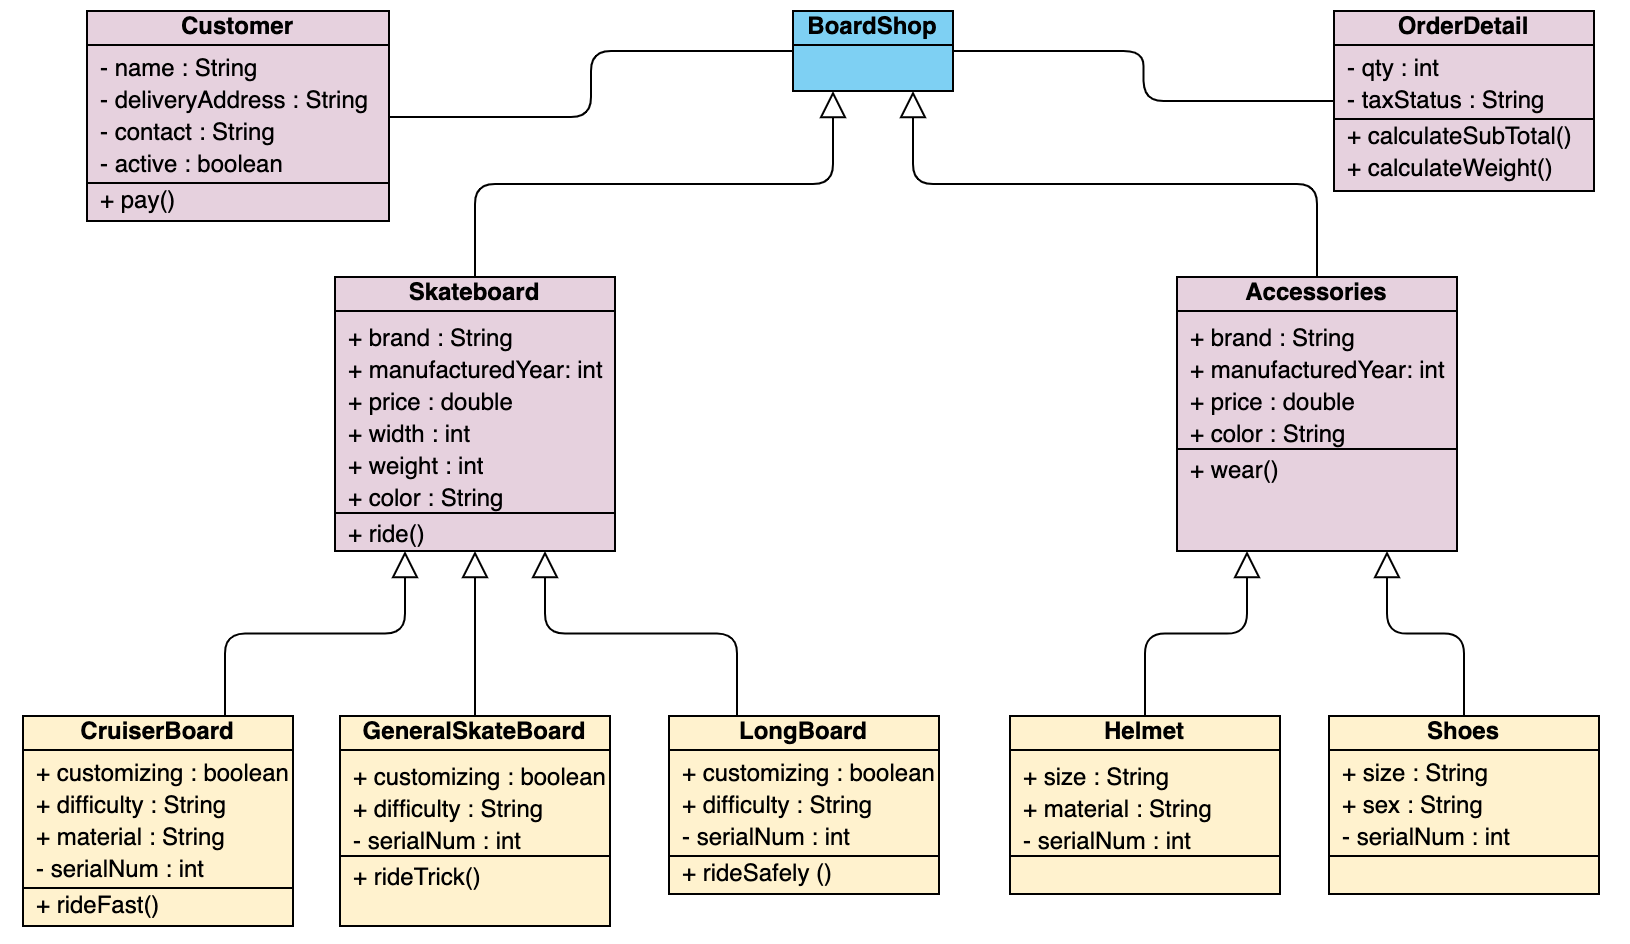 Customer
- name : String
- deliveryAddress : String
- contact : String
- active : boolean
+ pay()
BoardShop
OrderDetail
- qty : int
- taxStatus : String
+ calculateSubTotal()
+ calculateWeight()
Skateboard
+ brand : String
+ manufacturedYear: int
+ price : double
+ width : int
+ weight : int
+ color : String
+ ride()
Accessories
+ brand : String
+ manufacturedYear: int
+ price : double
+ color : String
+ wear()
CruiserBoard
+ customizing : boolean
+ difficulty : String
+ material : String
- serialNum : int
+ rideFast()
GeneralSkateBoard
+ customizing : boolean
+ difficulty : String
- serialNum : int
+ rideTrick()
LongBoard
+ customizing : boolean
+ difficulty : String
- serialNum : int
+ rideSafely ()
Helmet
+ size : String
+ material : String
- serialNum : int
Shoes
+ size : String
+ sex : String
- serialNum : int